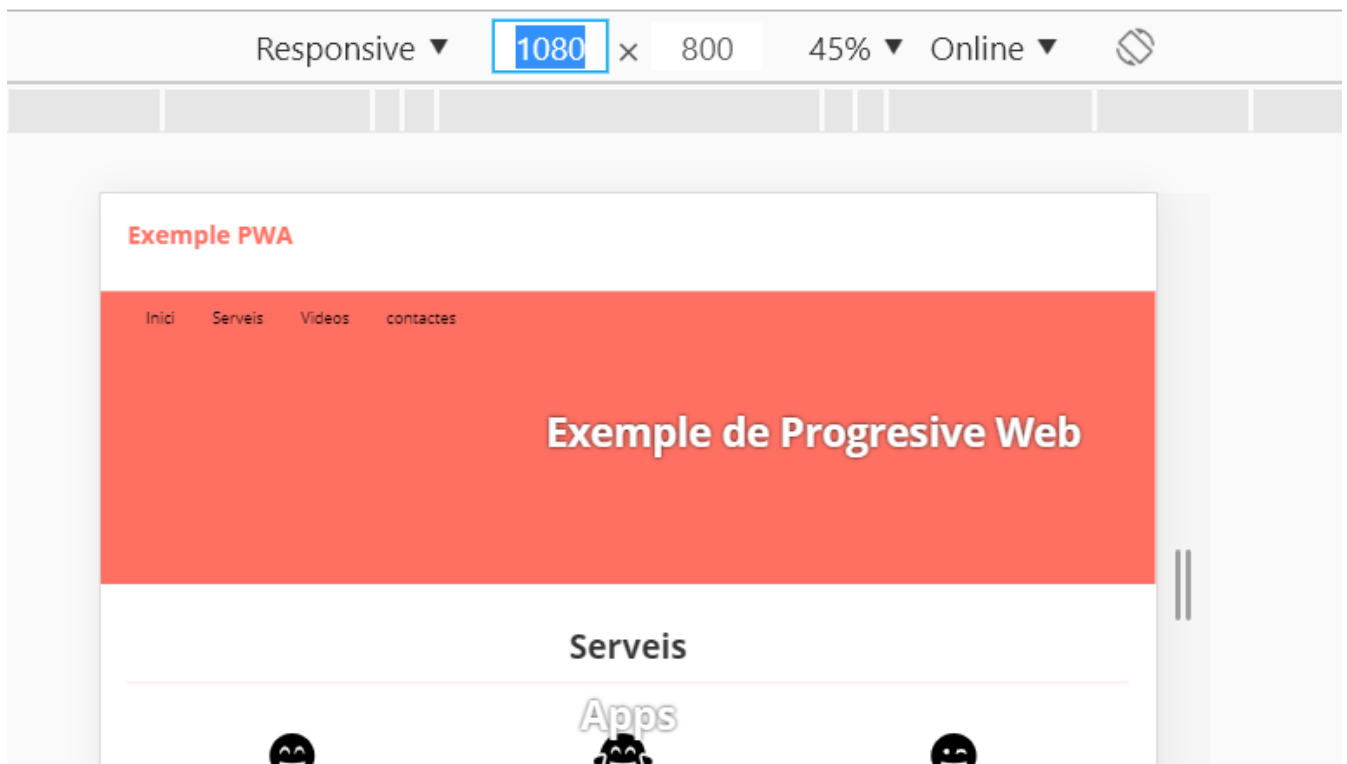 Responsive ▼ 1080 × 800 45% ▼ Online ▼
Exemple PWA
Inici Serveis Videos contactes
Exemple de Progresive Web
Serveis
Apps